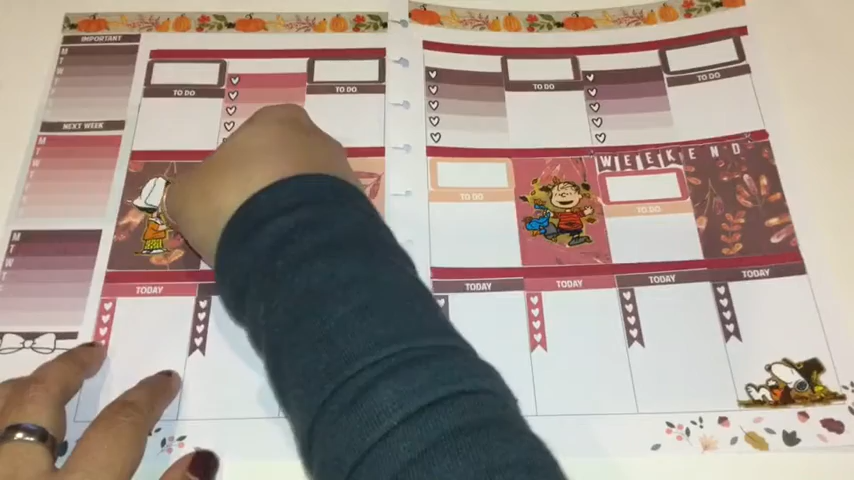 IMPORTANT
M
T
W
T
F
TO DO
TO DO
TO DO
TO DO
NEXT WEEK
M
T
W
T
F
WEEKEND
TO DO
TO DO
M
T
W
T
TODAY
TODAY
TODAY
TODAY
TODAY